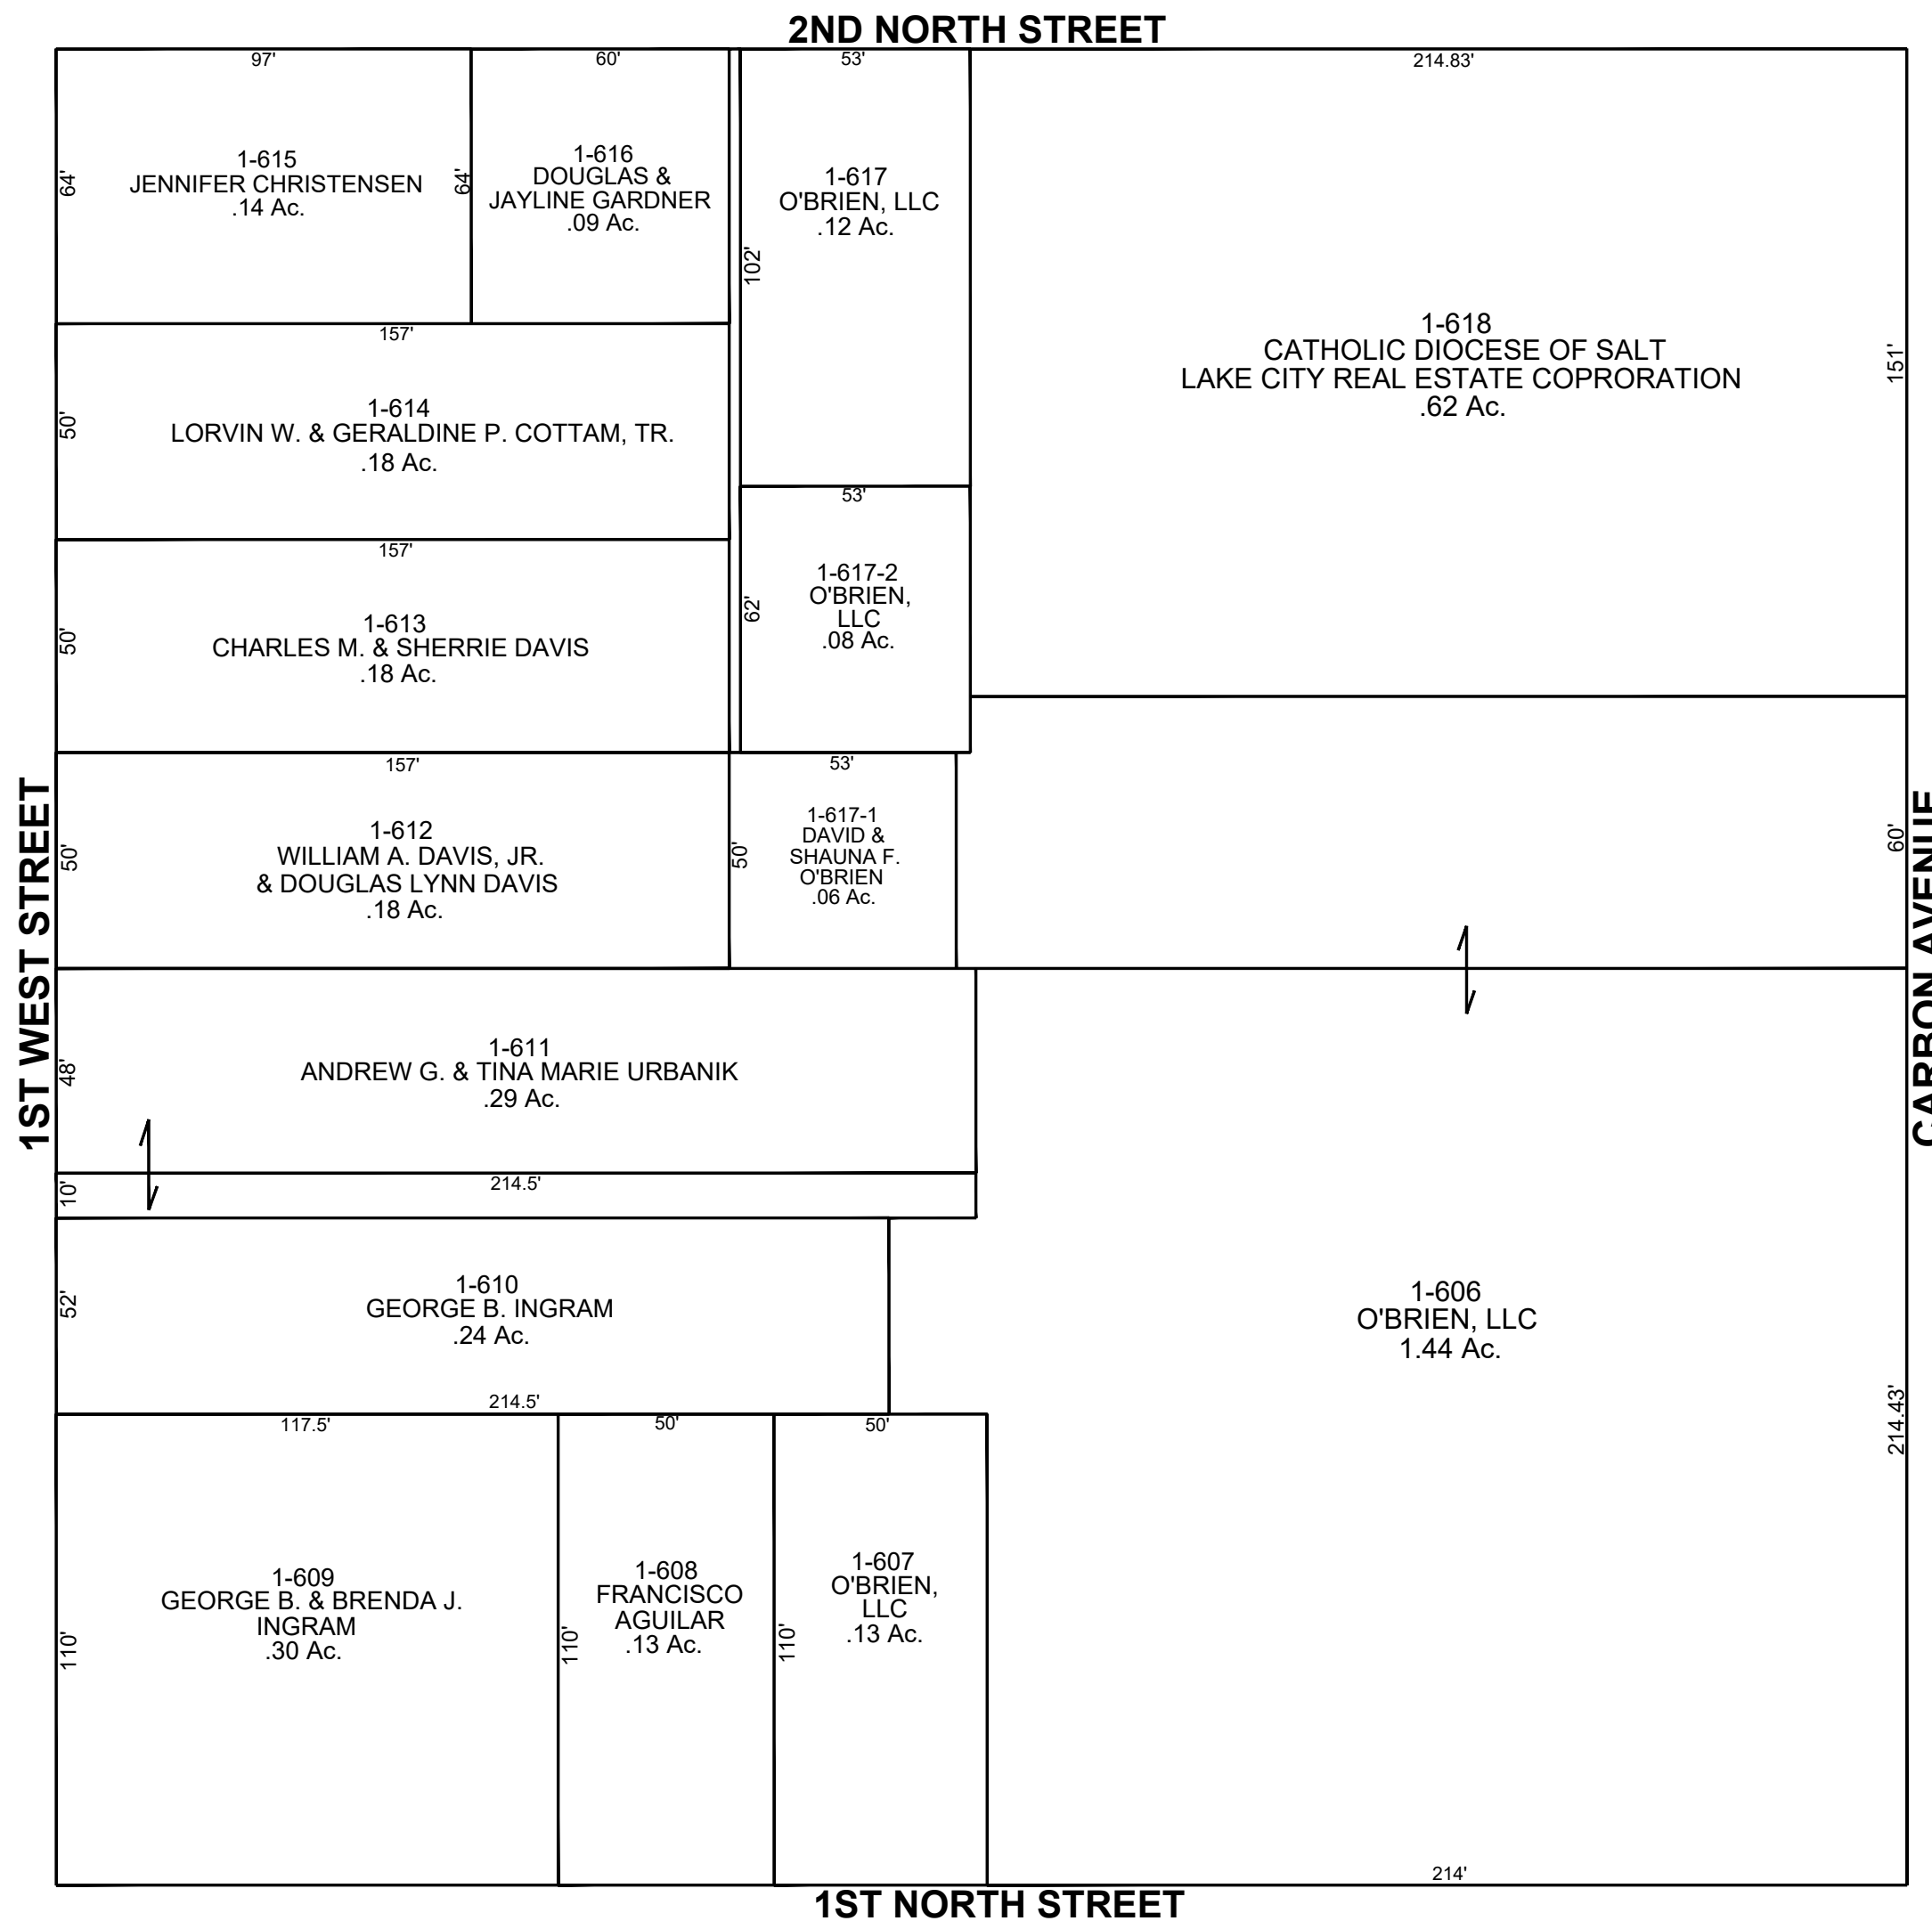 2ND NORTH STREET
97'
60'
53'
214.83'
64'
1-615
JENNIFER CHRISTENSEN
.14 Ac.
64'
1-616
DOUGLAS &
JAYLINE GARDNER
.09 Ac.
1-617
O'BRIEN, LLC
.12 Ac.
102'
1-618
CATHOLIC DIOCESE OF SALT
LAKE CITY REAL ESTATE COPRORATION
.62 Ac.
151'
157'
50'
1-614
LORVIN W. & GERALDINE P. COTTAM, TR.
.18 Ac.
53'
62'
1-617-2
O'BRIEN,
LLC
.08 Ac.
157'
50'
1-613
CHARLES M. & SHERRIE DAVIS
.18 Ac.
157'
50'
1-612
WILLIAM A. DAVIS, JR.
& DOUGLAS LYNN DAVIS
.18 Ac.
53'
50'
1-617-1
DAVID &
SHAUNA F.
O'BRIEN
.06 Ac.
60'
1ST WEST STREET
CARBON AVENUE
48'
1-611
ANDREW G. & TINA MARIE URBANIK
.29 Ac.
10'
214.5'
52'
1-610
GEORGE B. INGRAM
.24 Ac.
214.5'
1-606
O'BRIEN, LLC
1.44 Ac.
214.43'
117.5'
50'
50'
110'
1-609
GEORGE B. & BRENDA J.
INGRAM
.30 Ac.
110'
1-608
FRANCISCO
AGUILAR
.13 Ac.
110'
1-607
O'BRIEN,
LLC
.13 Ac.
214'
1ST NORTH STREET